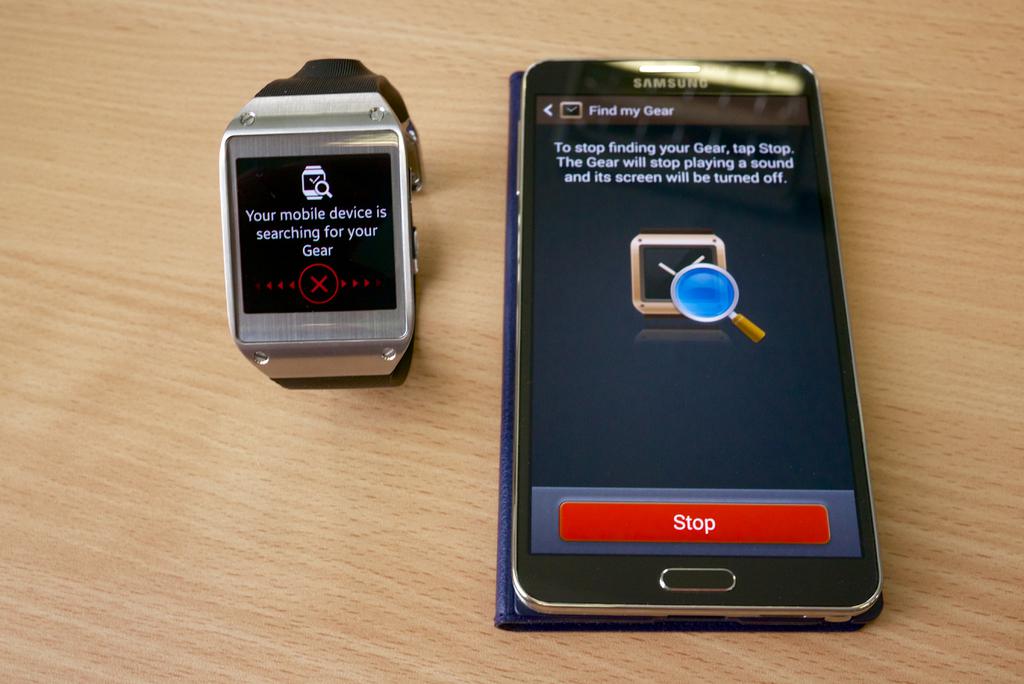 Your mobile device is
searching for your
Gear
SAMSUNG
Find my Gear
To stop finding your Gear, tap Stop.
The Gear will stop playing a sound
and its screen will be turned off.
Stop